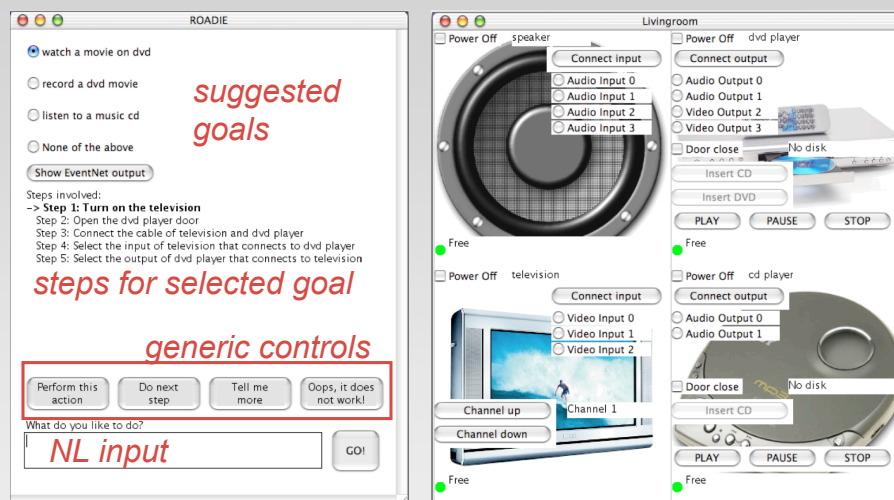 ROADIE
watch a movie on dvd
record a dvd movie
suggested
goals
listen to a music cd
None of the above
Show EventNet output
Steps involved:
-> Step 1: Turn on the television
Step 2: Open the dvd player door
Step 3: Connect the cable of television and dvd player
Step 4: Select the input of television that connects to dvd player
Step 5: Select the output of dvd player that connects to television
steps for selected goal
generic controls
Perform this
action
Do next
step
Tell me
more
Oops, it does
not work!
What do you like to do?
NL input
GO!
Livingroom
Power Off speaker
Connect input
Audio Input 0
Audio Input 1
Audio Input 2
Audio Input 3
Free
Power Off dvd player
Connect output
Audio Output 0
Audio Output 1
Video Output 2
Video Output 3
Door close No disk
Insert CD
Insert DVD
PLAY PAUSE STOP
Free
Power Off television
Connect input
Video Input 0
Video Input 1
Video Input 2
Channel up Channel 1
Channel down
Free
Power Off cd player
Connect output
Audio Output 0
Audio Output 1
Door close No disk
Insert CD
PLAY PAUSE STOP
Free